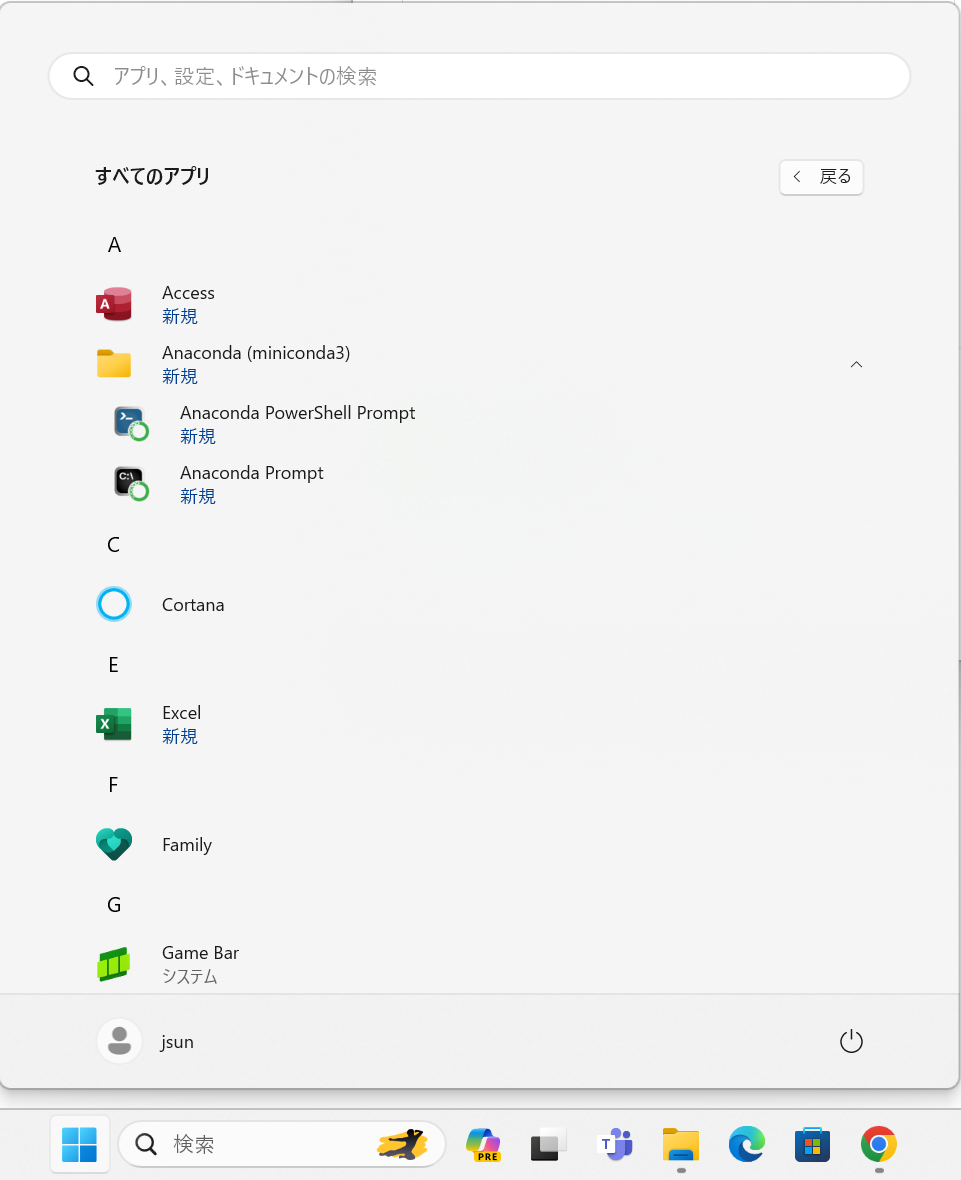 アプリ、設定、ドキュメントの検索
すべてのアプリ
戻る
A
Access
新規
Anaconda (miniconda3)
新規
Anaconda PowerShell Prompt
新規
Anaconda Prompt
新規
C
Cortana
E
Excel
新規
F
Family
G
Game Bar
システム
jsun
検索
PRE